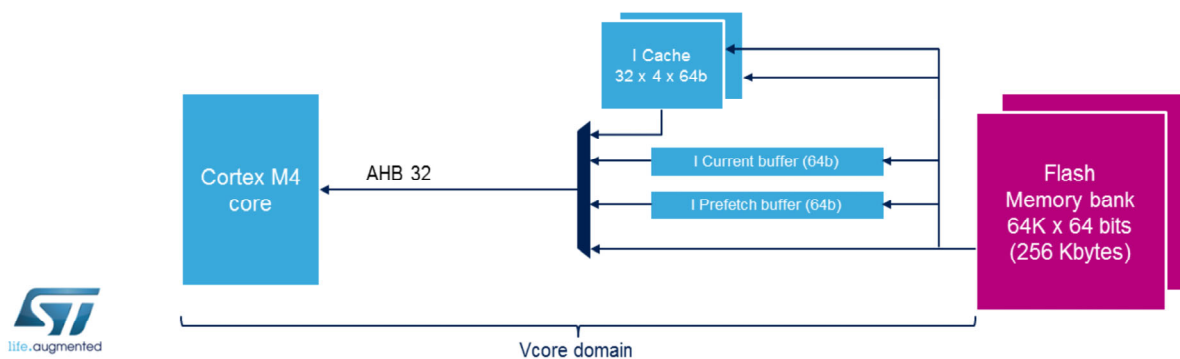 I Cache
32 x 4 x 64b
Cortex M4
core
AHB 32
I Current buffer (64b)
I Prefetch buffer (64b)
Flash
Memory bank
64K x 64 bits
(256 Kbytes)
ST
life.augmented
Vcore domain